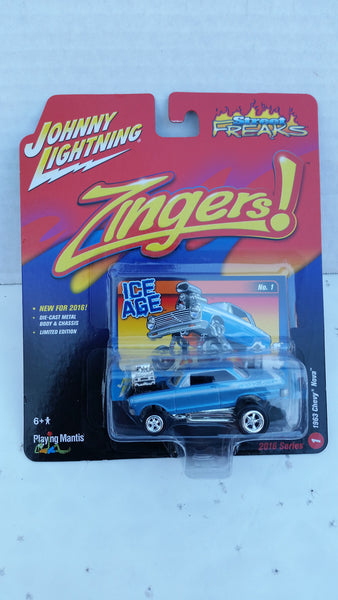 JOHNNY
LIGHTNING
Street
FREAKS
Zingers!
ICE
AGE
No. 1
• NEW FOR 2016!
• DIE-CAST METAL
BODY & CHASSIS
• LIMITED EDITION
6+
Playing Mantis
2016 Series
1963 Chevy Nova
1